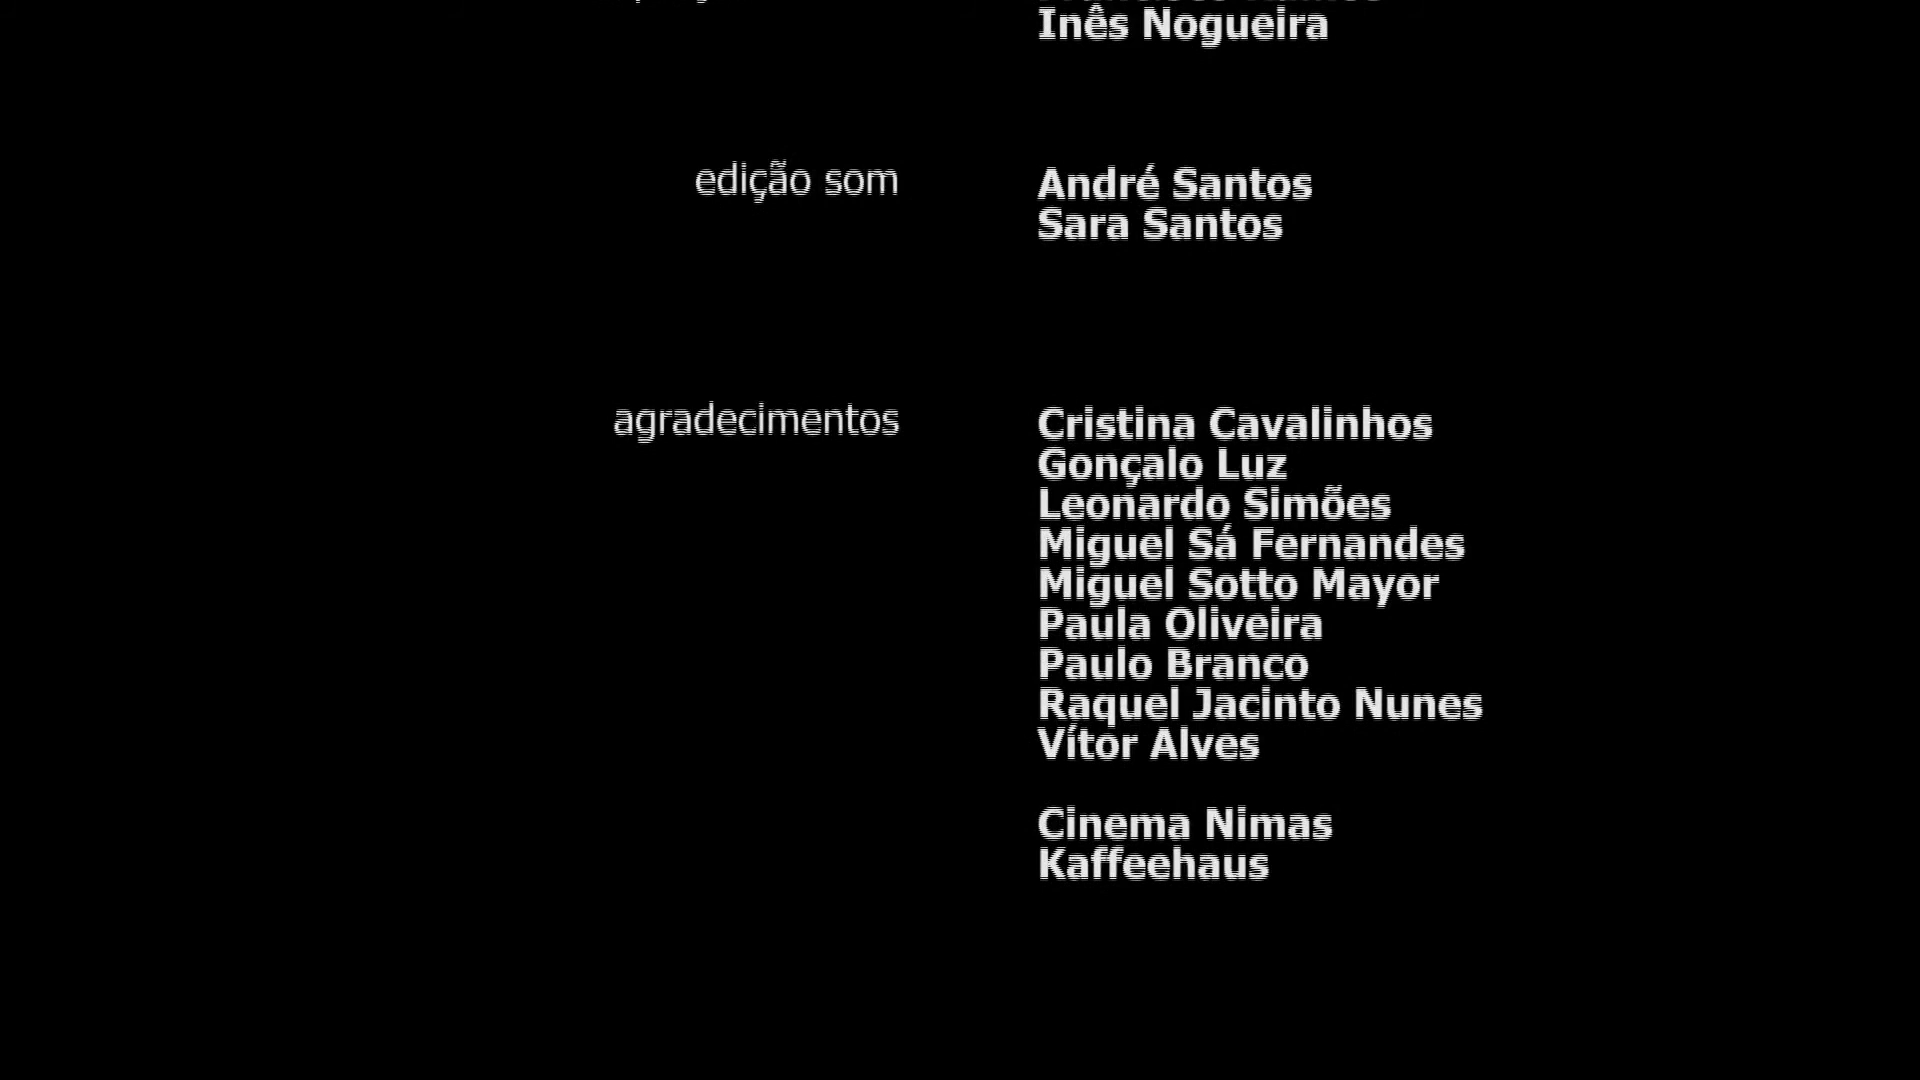 Inês Nogueira
edição som
André Santos
Sara Santos
agradecimentos
Cristina Cavalinhos
Gonçalo Luz
Leonardo Simões
Miguel Sá Fernandes
Miguel Sotto Mayor
Paula Oliveira
Paulo Branco
Raquel Jacinto Nunes
Vítor Alves
Cinema Nimas
Kaffeehaus